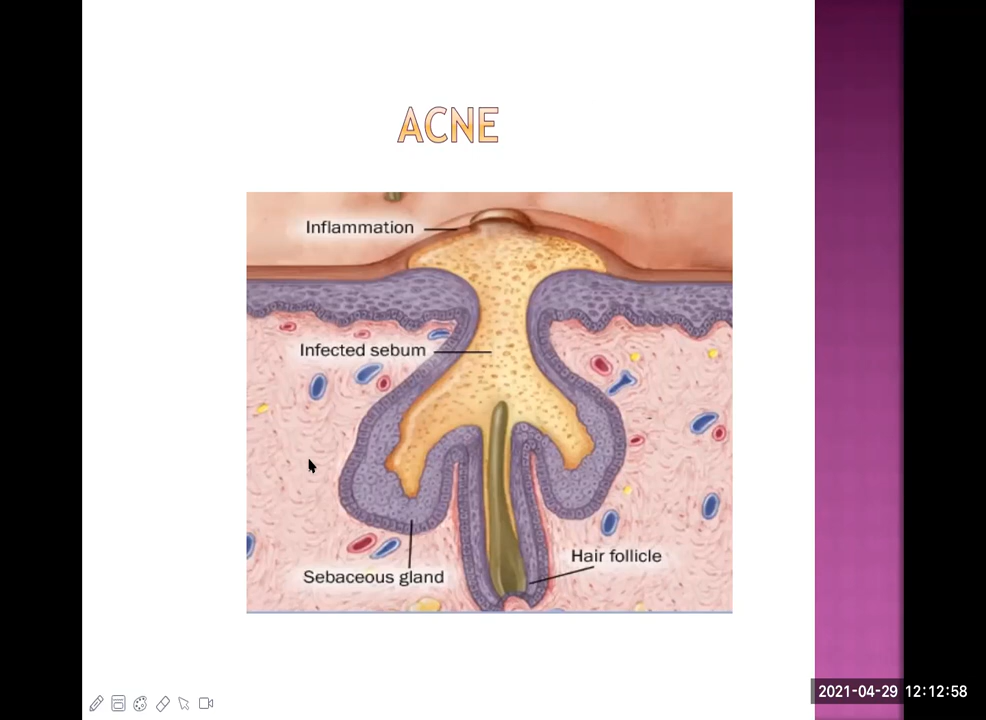 ACNE
Inflammation
Infected sebum
Hair follicle
Sebaceous gland
2021-04-29 12:12:58